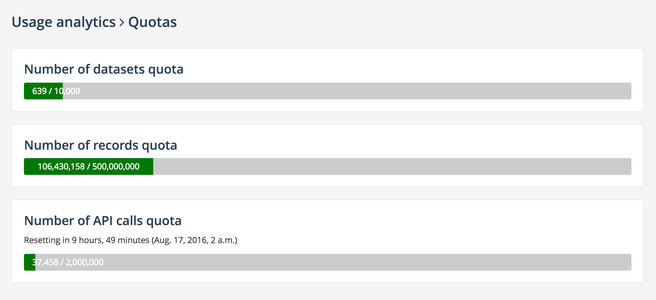 Usage analytics › Quotas
Number of datasets quota
639 / 10,000
Number of records quota
106,430,158 / 500,000,000
Number of API calls quota
Resetting in 9 hours, 49 minutes (Aug. 17, 2016, 2 a.m.)
37,458 / 2,000,000